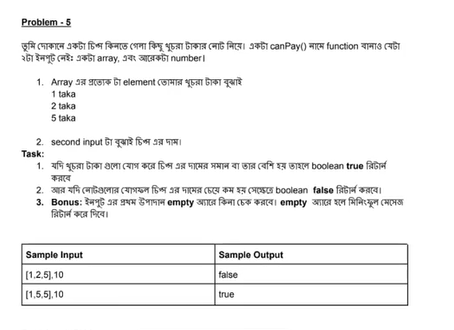 Problem - 5
তুমি দোকানে একটা চিপ্স কিনতে গেলা কিছু খুচরা টাকার নোট নিয়ে। একটা canPay() নামে function বানাও যেটা
২টা ইনপুট নেই: একটা array, এবং আরেকটা number।
1. Array এর প্রত্যেক টা element তোমার খুচরা টাকা বুঝাই
1 taka
2 taka
5 taka
2. second input টা বুঝাই চিপ্স এর দাম।
Task:
1. যদি খুচরা টাকা গুলো যোগ করে চিপ্স এর দামের সমান বা তার বেশি হয় তাহলে boolean true রিটার্ন
করবে
2. আর যদি নোটগুলোর যোগফল চিপ্স এর দামের চেয়ে কম হয় সেক্ষেত্রে boolean false রিটার্ন করবে।
3. Bonus: ইনপুট এর প্রথম উপাদান empty অ্যারে কিনা চেক করবে। empty অ্যারে হলে মিনিংফুল মেসেজ
রিটার্ন করে দিবে।
Sample Input Sample Output
[1,2,5],10 false
[1,5,5],10 true